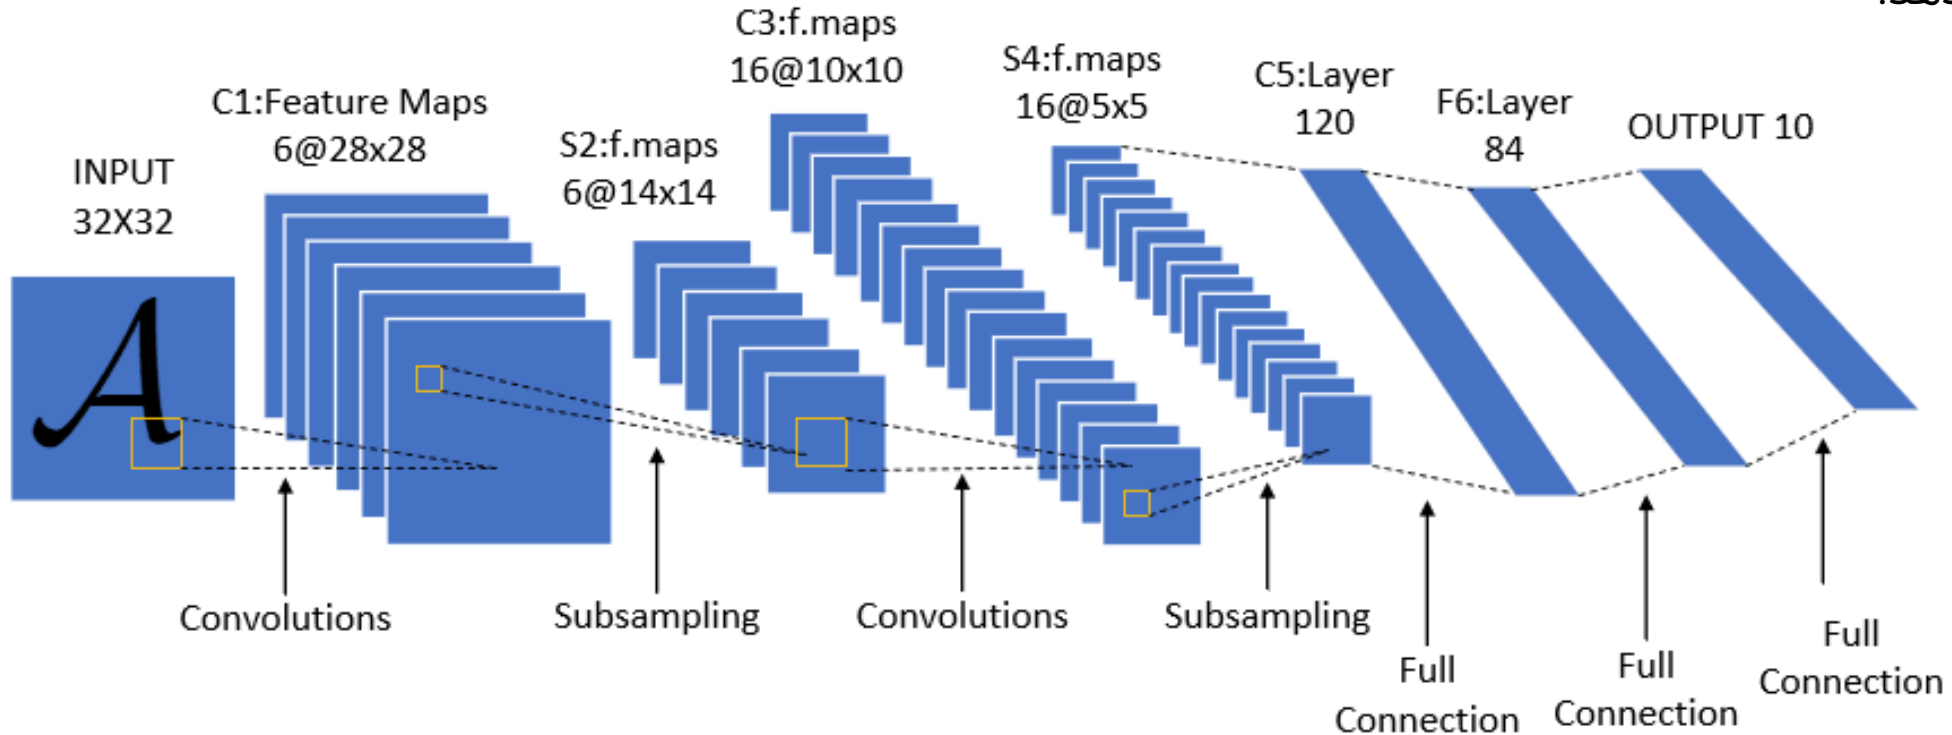 INPUT
32X32
C1:Feature Maps
6@28x28
S2:f.maps
6@14x14
C3:f.maps
16@10x10
S4:f.maps
16@5x5
C5:Layer
120
F6:Layer
84
OUTPUT 10
A
Convolutions
Subsampling
Convolutions
Subsampling
Full
Connection
Full
Connection
Full
Connection